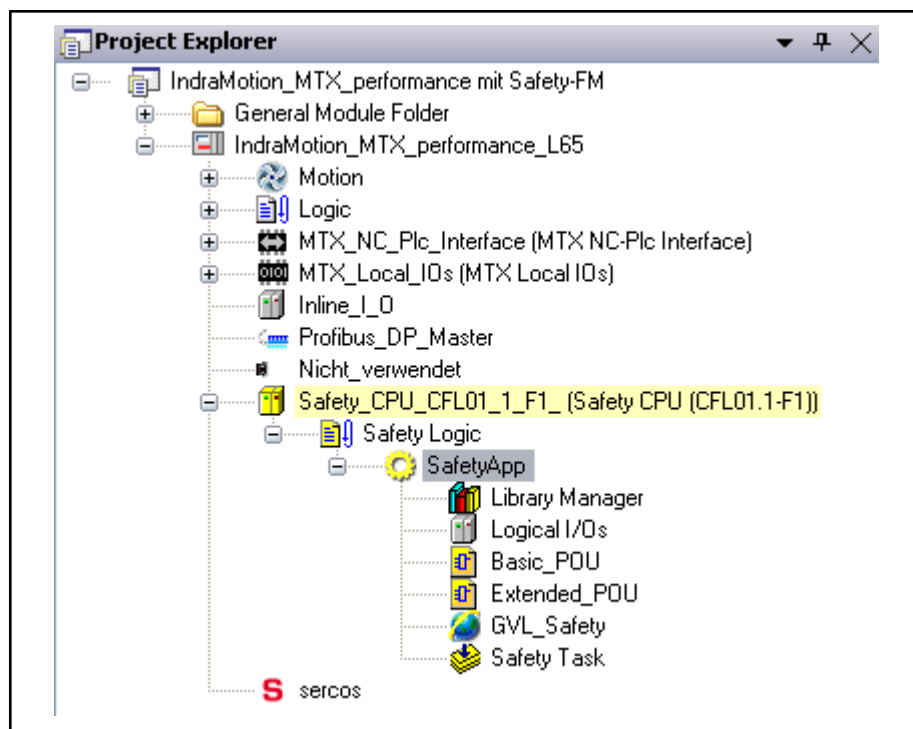 Project Explorer
IndraMotion_MTX_performance mit Safety-FM
General Module Folder
IndraMotion_MTX_performance_L65
Motion
Logic
MTX_NC_Plc_Interface (MTX NC-Plc Interface)
MTX_Local_IOs (MTX Local IOs)
Inline_I_O
Profibus_DP_Master
Nicht_verwendet
Safety_CPU_CFL01_1_F1_ (Safety CPU (CFL01.1-F1))
Safety Logic
SafetyApp
Library Manager
Logical I/Os
Basic_POU
Extended_POU
GVL_Safety
Safety Task
sercos